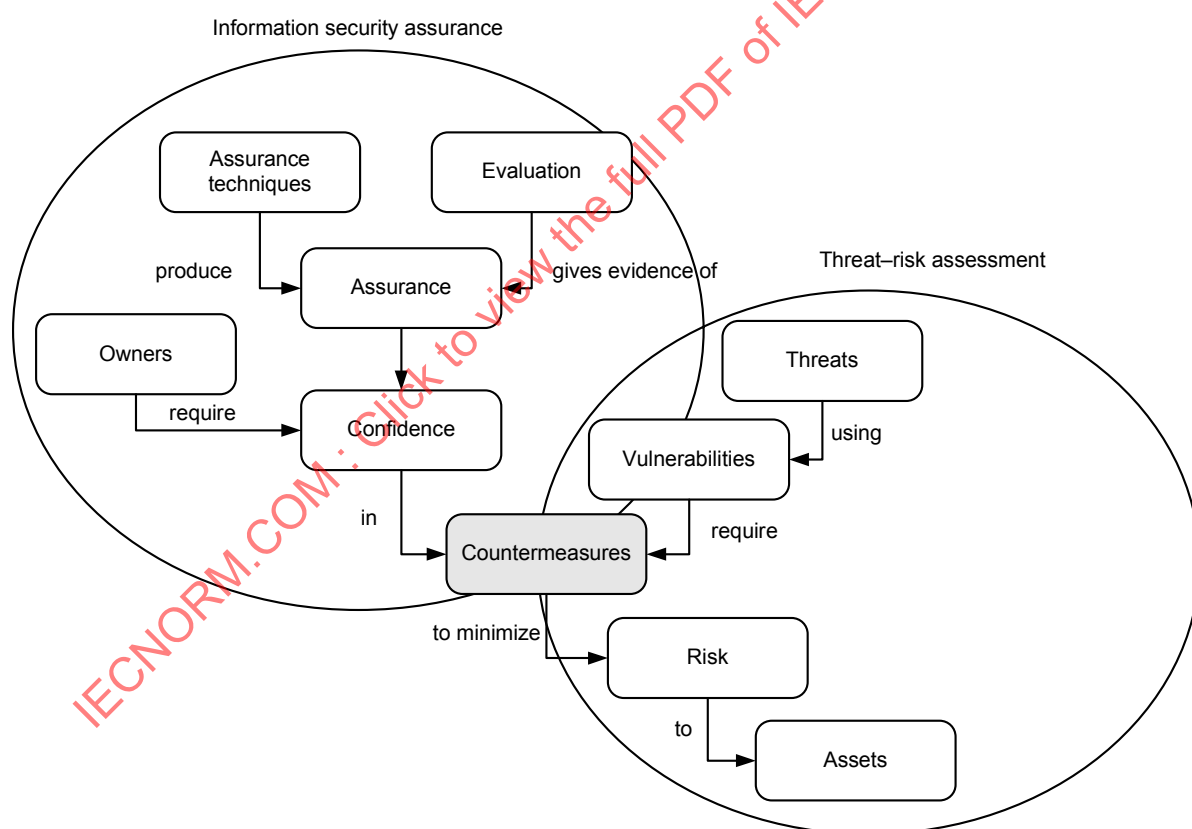 Information security assurance
Assurance
techniques
Evaluation
produce
Assurance
gives evidence of
Threat–risk assessment
Owners
Threats
require
Confidence
using
Vulnerabilities
in
Countermeasures
require
to minimize
Risk
to
Assets
IECNORM.COM : Click to view the full PDF of